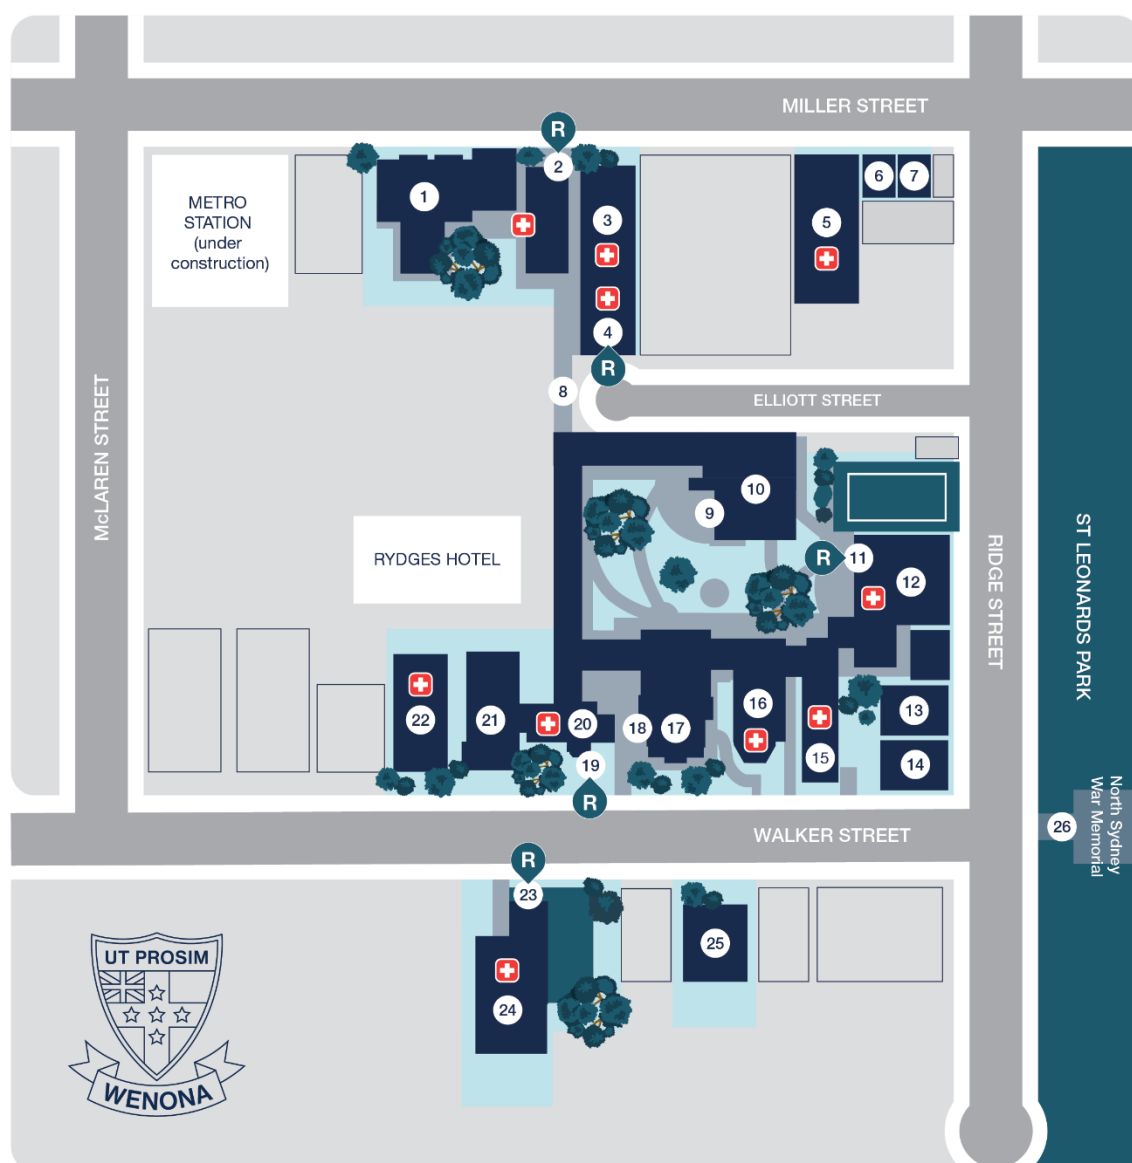 MILLER STREET
R
2
1
METRO
STATION
(under
construction)
3
6
7
5
4
R
8
ELLIOTT STREET
McLAREN STREET
10
9
R
11
12
RYDGES HOTEL
RIDGE STREET
ST LEONARDS PARK
22
21
20
18
17
16
15
13
14
19
R
North Sydney
War Memorial
26
WALKER STREET
R
23
24
25
UT PROSIM
WENONA